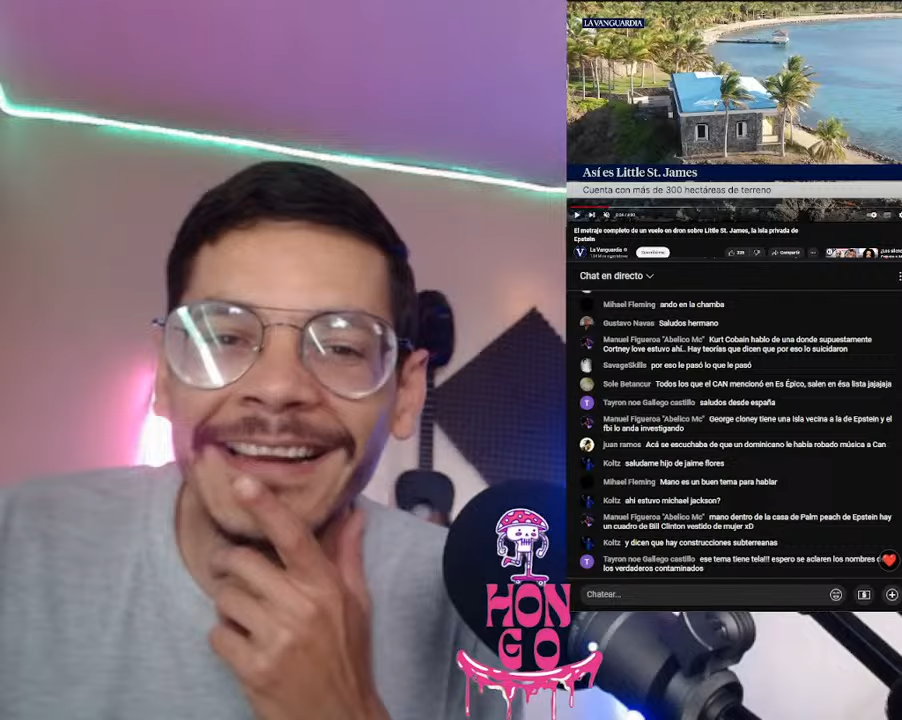 LA VANGUARDIA
Así es Little St. James
Cuenta con más de 300 hectáreas de terreno
El metraje completo de un vuelo en dron sobre Little St. James, la isla privada de
Epstein
La Vanguardia
Compartir
Chat en directo
Mihael Fleming ando en la chamba
Gustavo Navas Saludos hermano
Manuel Figueroa "Abelico Mc" Kurt Cobain hablo de una donde supuestamente
Cortney love estuvo ahí.. Hay teorías que dicen que por eso lo suicidaron
SavageSkills por eso le pasó lo que le pasó
Sole Betancur Todos los que el CAN mencionó en Es Épico, salen en ésa lista jajajaja
Tayron noe Gallego castillo saludos desde españa
Manuel Figueroa "Abelico Mc" George cloney tiene una Isla vecina a la de Epstein y el
fbi lo anda investigando
juan ramos Acá se escuchaba de que un dominicano le había robado música a Can
Koltz saludame hijo de jaime flores
Mihael Fleming Mano es un buen tema para hablar
Koltz ahi estuvo michael jackson?
Manuel Figueroa "Abelico Mc" mano dentro de la casa de Palm peach de Epstein hay
un cuadro de Bill Clinton vestido de mujer xD
Koltz y dicen que hay construcciones subterreanas
Tayron noe Gallego castillo ese tema tiene tela!!! espero se aclaren los nombres
los verdaderos contaminados
Chatear...
HON
GO